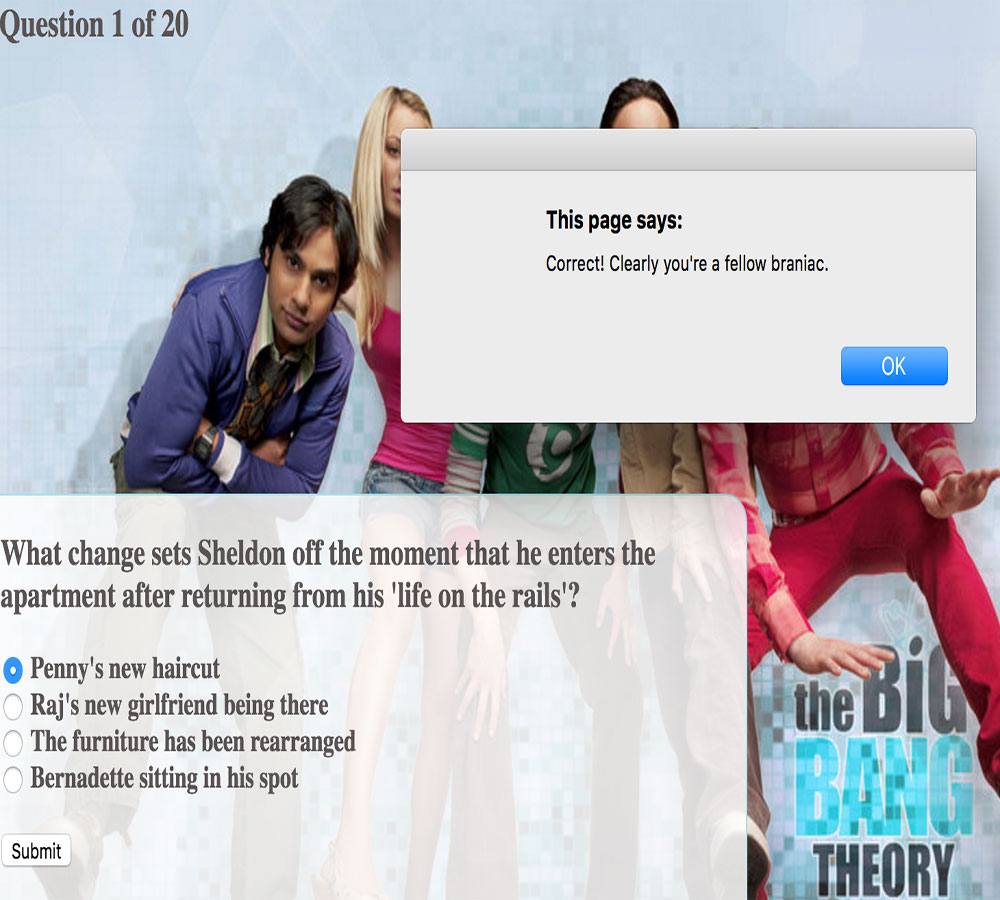 Question 1 of 20
This page says:
Correct! Clearly you're a fellow braniac.
OK
What change sets Sheldon off the moment that he enters the
apartment after returning from his 'life on the rails'?
Penny's new haircut
Raj's new girlfriend being there
The furniture has been rearranged
Bernadette sitting in his spot
Submit
the BiG
BANG
THEORY